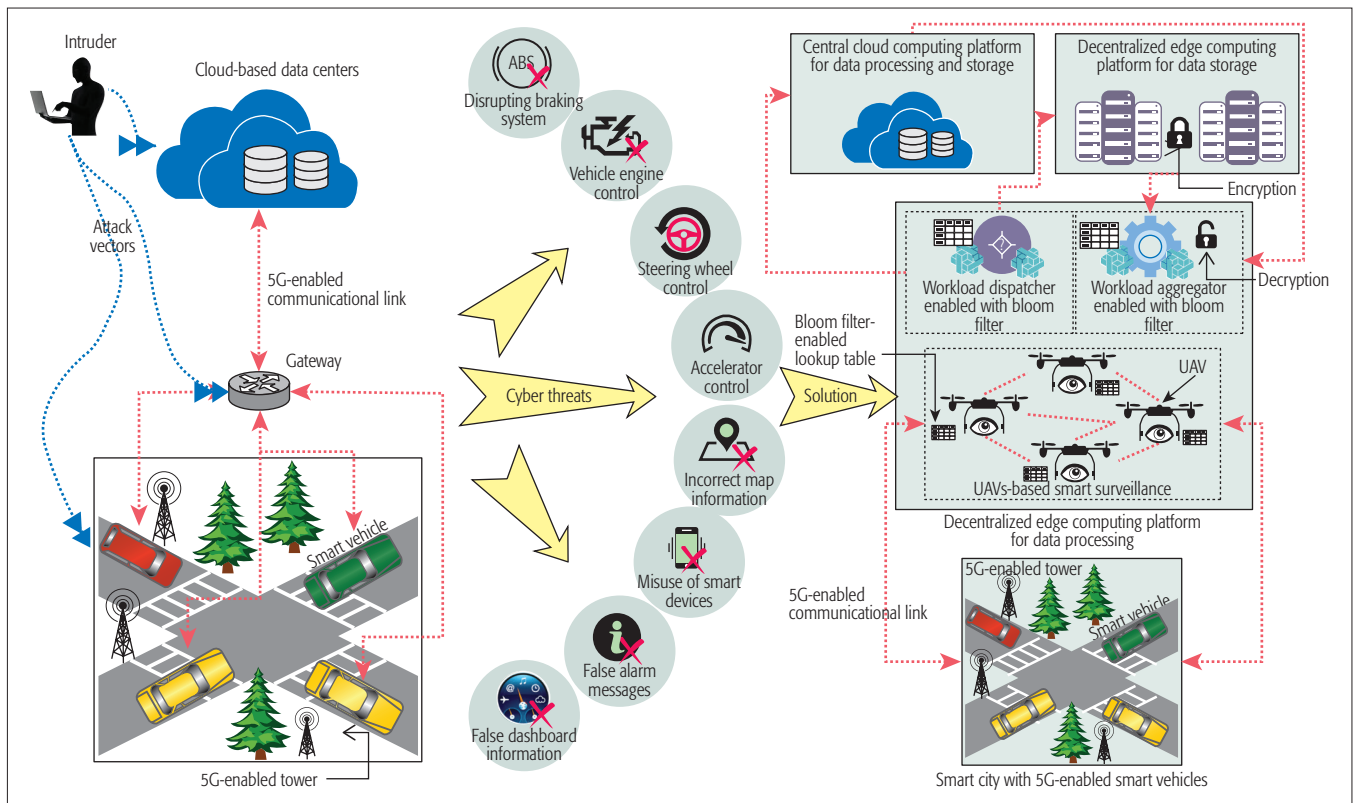 Intruder
Cloud-based data centers
Attack
vectors
5G-enabled
communicational link
Gateway
Smart vehicle
5G-enabled tower
Cyber threats
ABS
Disrupting braking
system
Vehicle engine
control
Steering wheel
control
Accelerator
control
Incorrect map
information
Misuse of smart
devices
i
False alarm
messages
@
False dashboard
information
Solution
Central cloud computing platform
for data processing and storage
Decentralized edge computing
platform for data storage
Encryption
?
Workload dispatcher
enabled with bloom
filter
Workload aggregator
enabled with bloom
filter
Decryption
Bloom filter-
enabled
lookup table
UAV
UAVs-based smart surveillance
Decentralized edge computing platform
for data processing
5G-enabled
communicational link
5G-enabled tower
Smart vehicle
Smart city with 5G-enabled smart vehicles